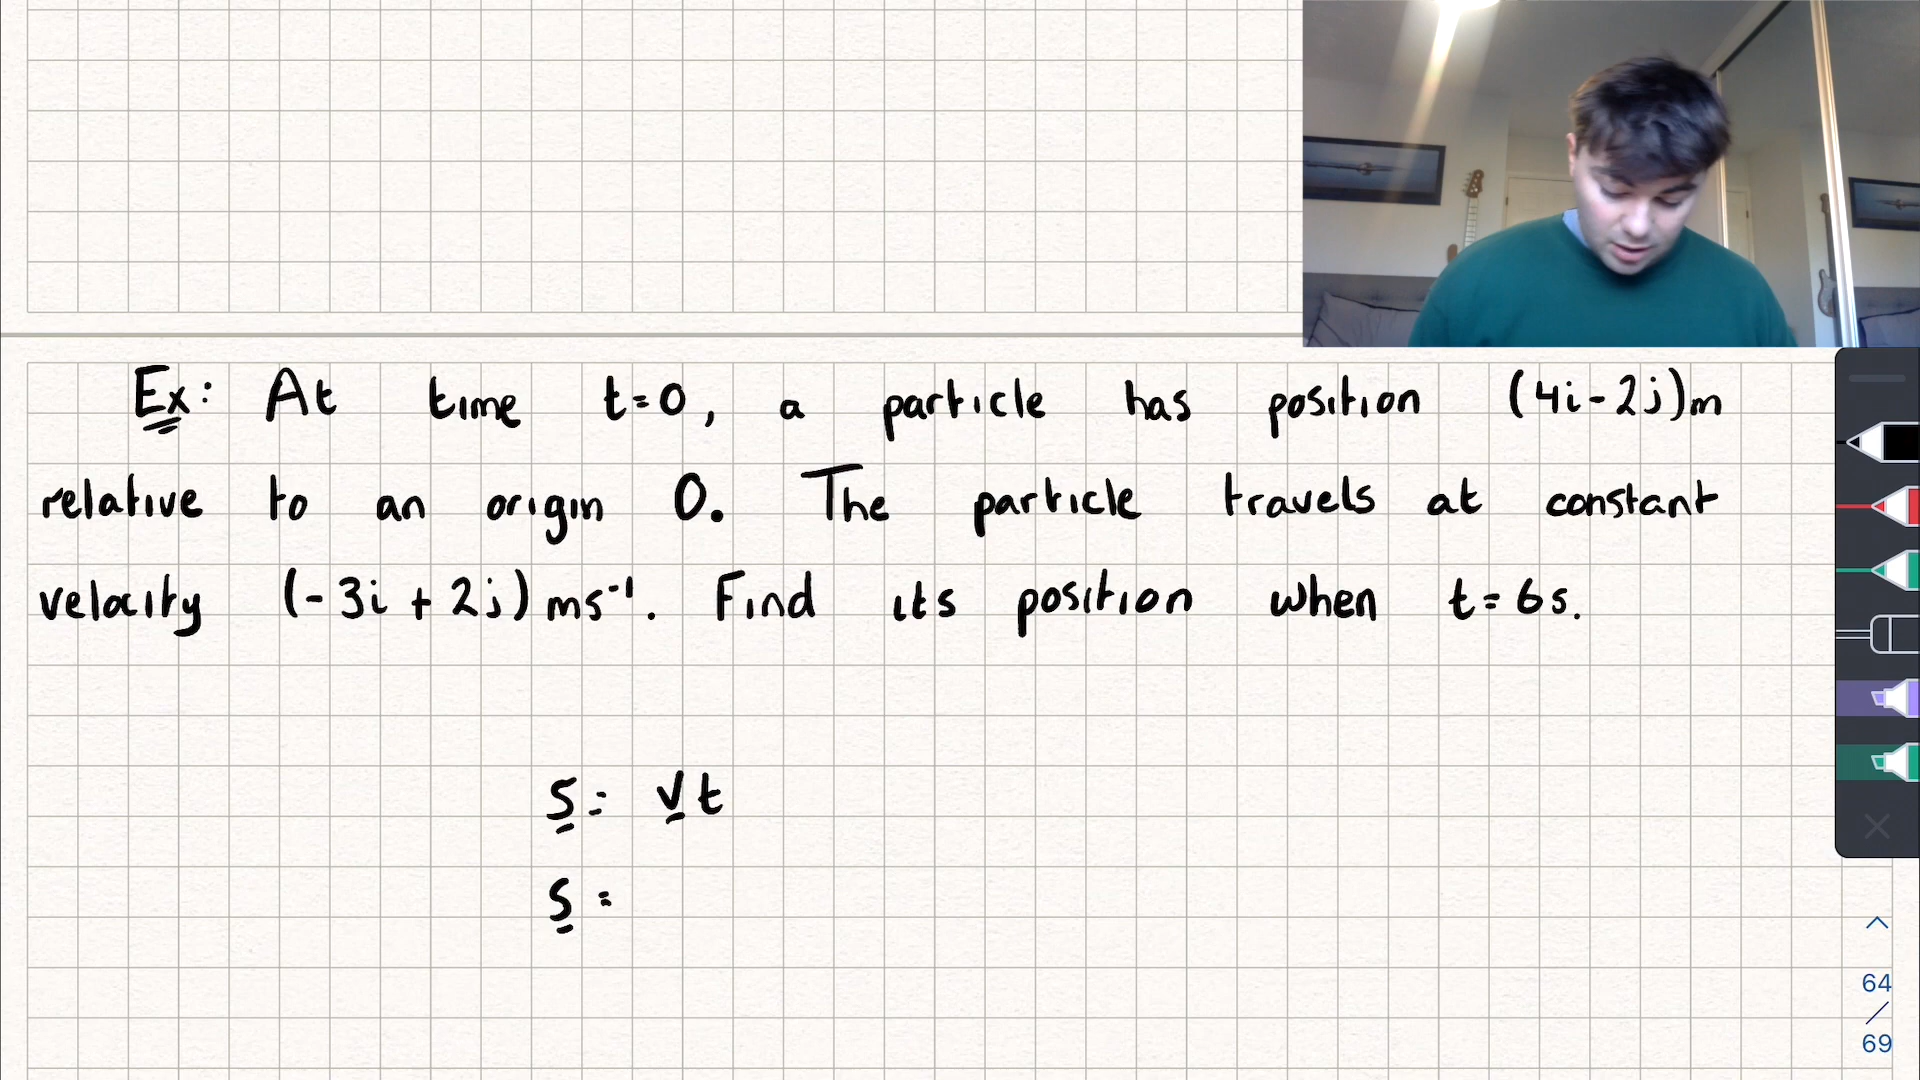 Ex: At time t=0, a particle has position (4i-2j)m
relative to an origin O. The particle travels at constant
velocity (-3i+2j) ms⁻¹. Find its position when t=6s.
s = vt
s =
64
/
69